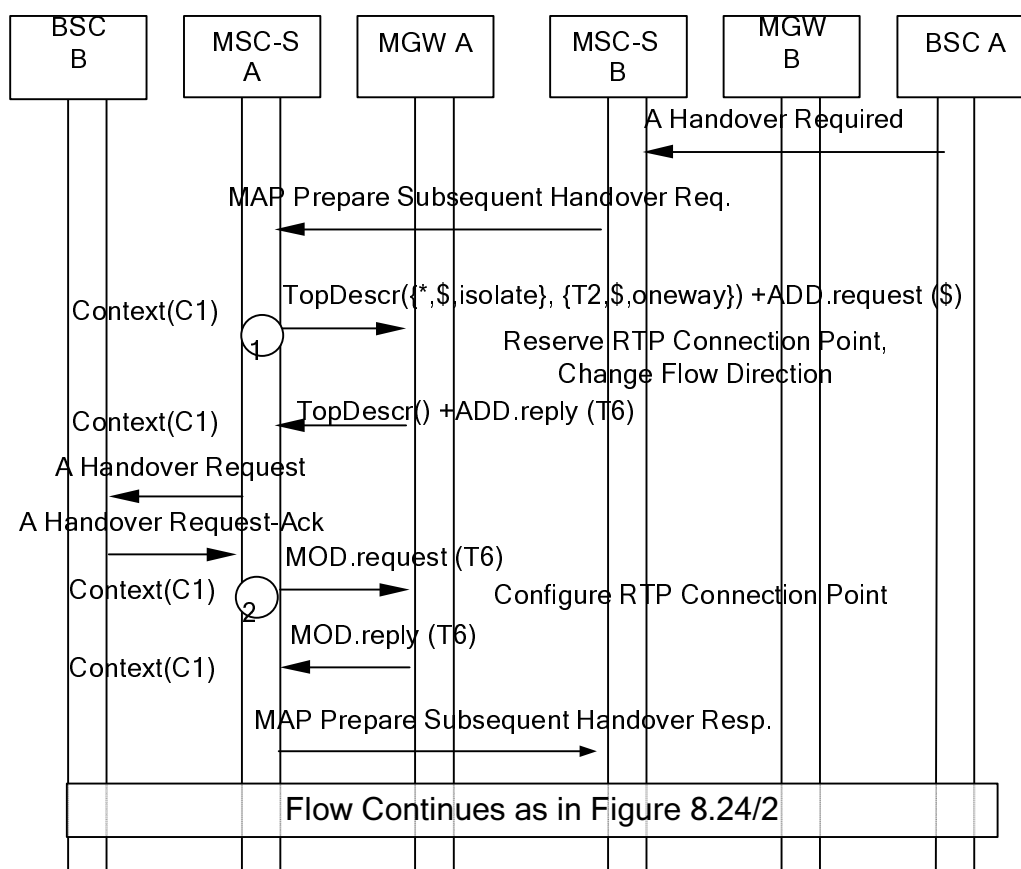 BSC
B
MSC-S
A
MGW A
MSC-S
B
MGW
B
BSC A
A Handover Required
MAP Prepare Subsequent Handover Req.
TopDescr({*,$,isolate}, {T2,$,oneway}) +ADD.request ($)
Context(C1)
1
Reserve RTP Connection Point,
Change Flow Direction
TopDescr() +ADD.reply (T6)
Context(C1)
A Handover Request
A Handover Request-Ack
MOD.request (T6)
Context(C1)
2
Configure RTP Connection Point
MOD.reply (T6)
Context(C1)
MAP Prepare Subsequent Handover Resp.
Flow Continues as in Figure 8.24/2